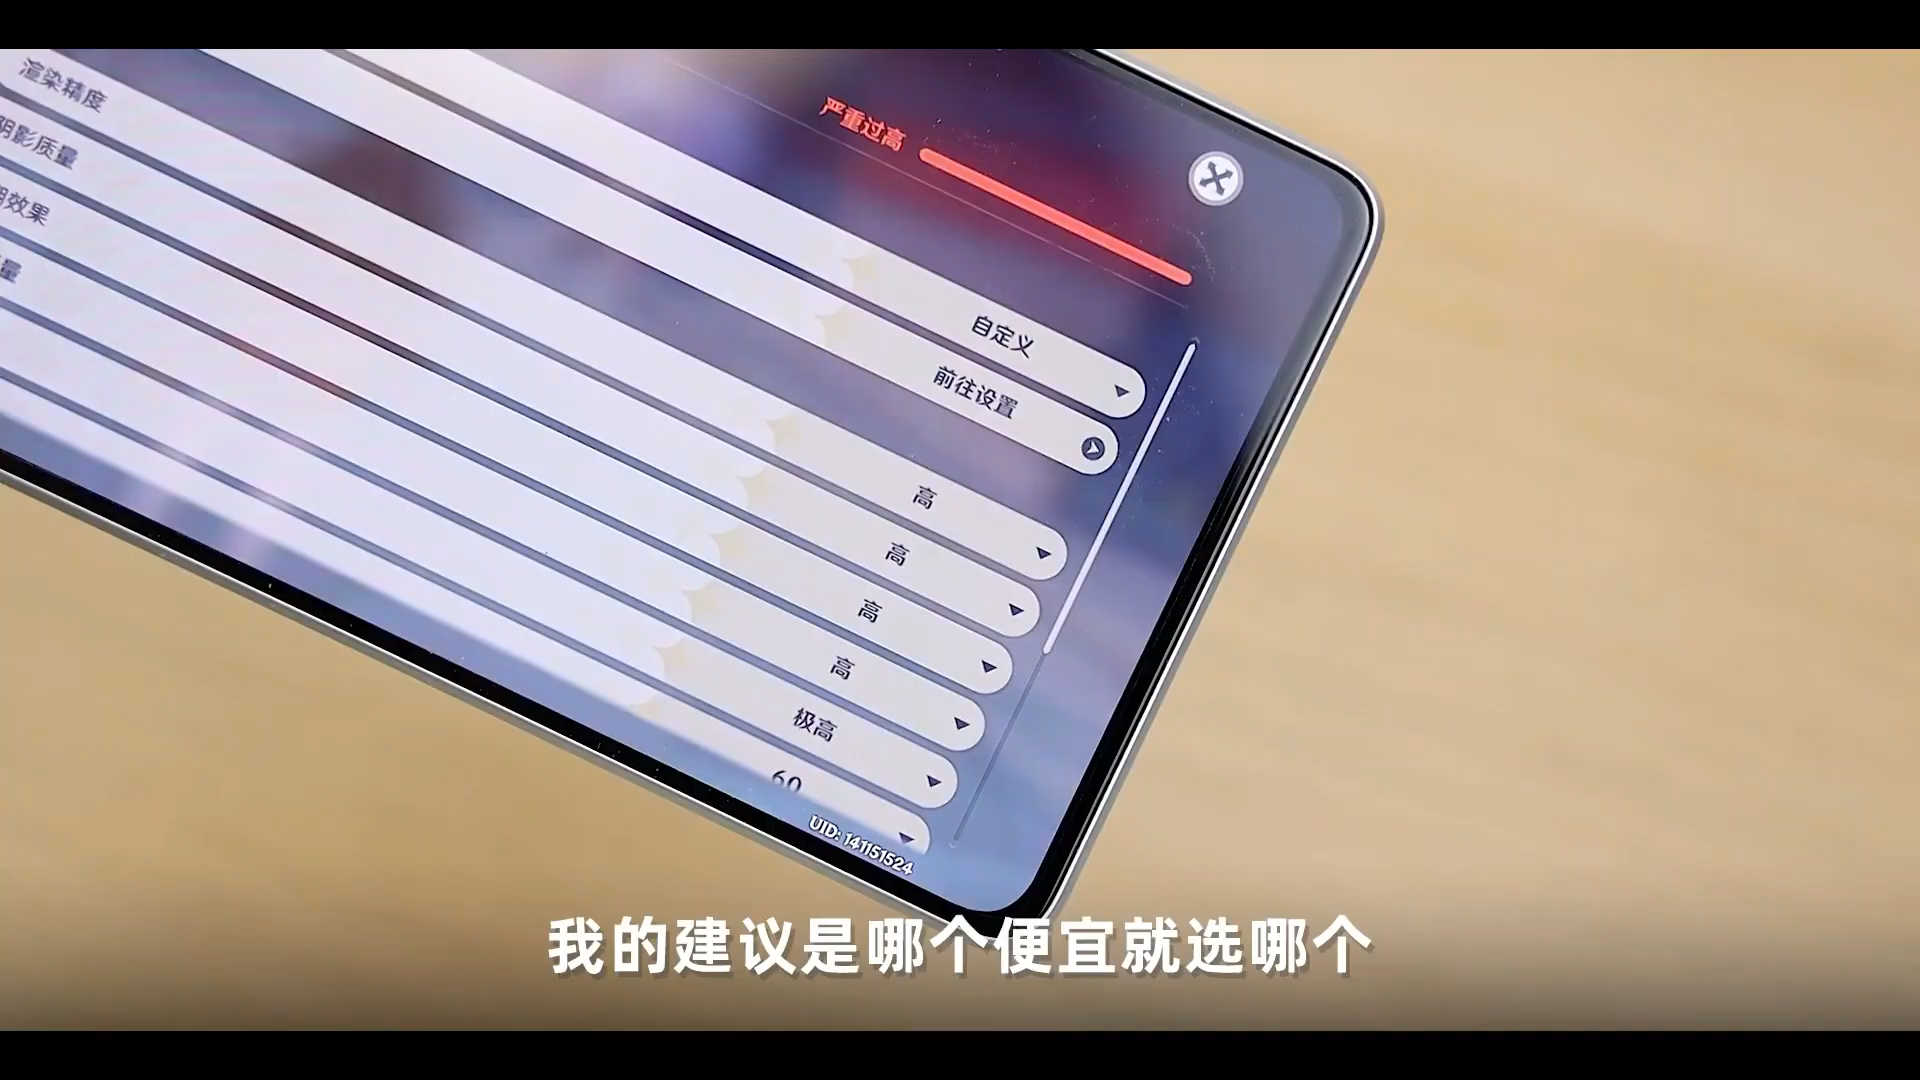 严重过高
自定义
前往设置
渲染精度
高
阴影质量
高
效果
高
量
高
极高
60
UID: 141151524
我的建议是哪个便宜就选哪个